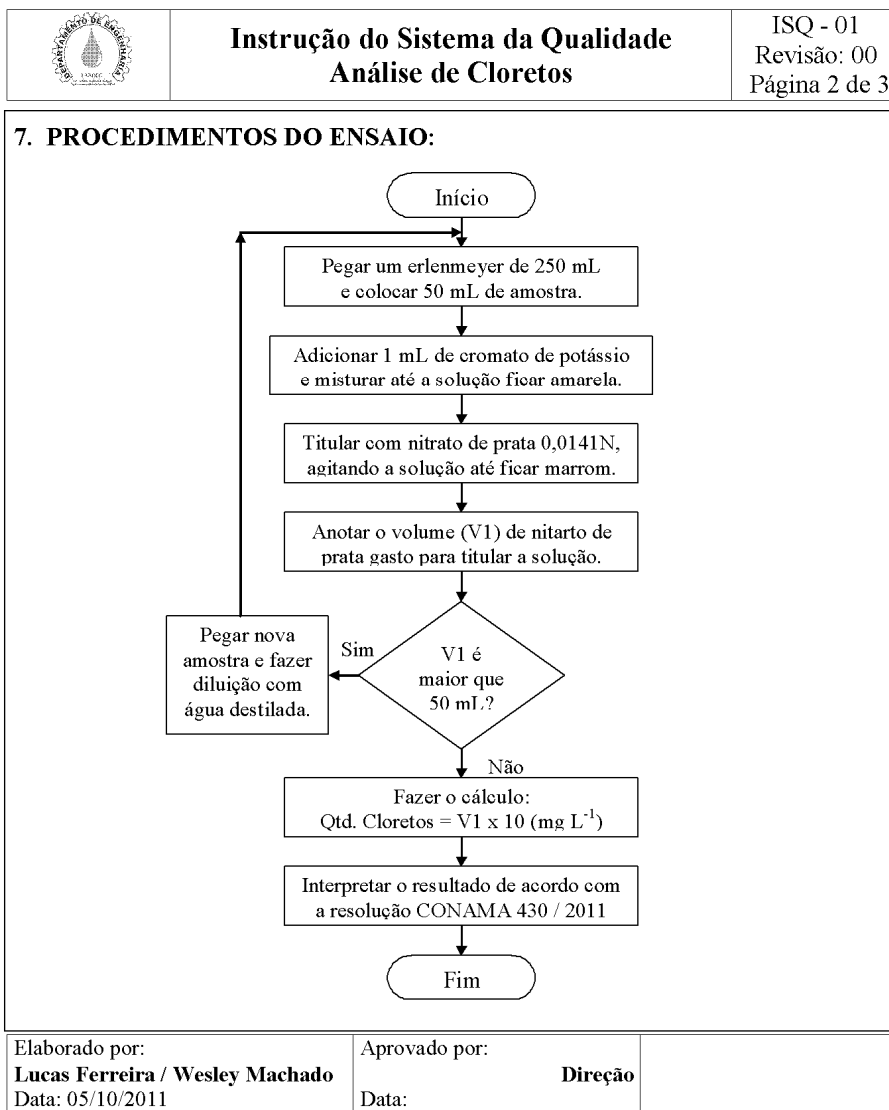 DEPARTAMENTO DE ENGENHARIA
Instrução do Sistema da Qualidade
Análise de Cloretos
ISQ - 01
Revisão: 00
Página 2 de 3
7. PROCEDIMENTOS DO ENSAIO:
Início
Pegar um erlenmeyer de 250 mL
e colocar 50 mL de amostra.
Adicionar 1 mL de cromato de potássio
e misturar até a solução ficar amarela.
Titular com nitrato de prata 0,0141N,
agitando a solução até ficar marrom.
Anotar o volume (V1) de nitarto de
prata gasto para titular a solução.
V1 é
maior que
50 mL?
Sim
Pegar nova
amostra e fazer
diluição com
água destilada.
Não
Fazer o cálculo:
Qtd. Cloretos = V1 x 10 (mg L⁻¹)
Interpretar o resultado de acordo com
a resolução CONAMA 430 / 2011
Fim
Elaborado por:
Lucas Ferreira / Wesley Machado
Data: 05/10/2011
Aprovado por:
Direção
Data: